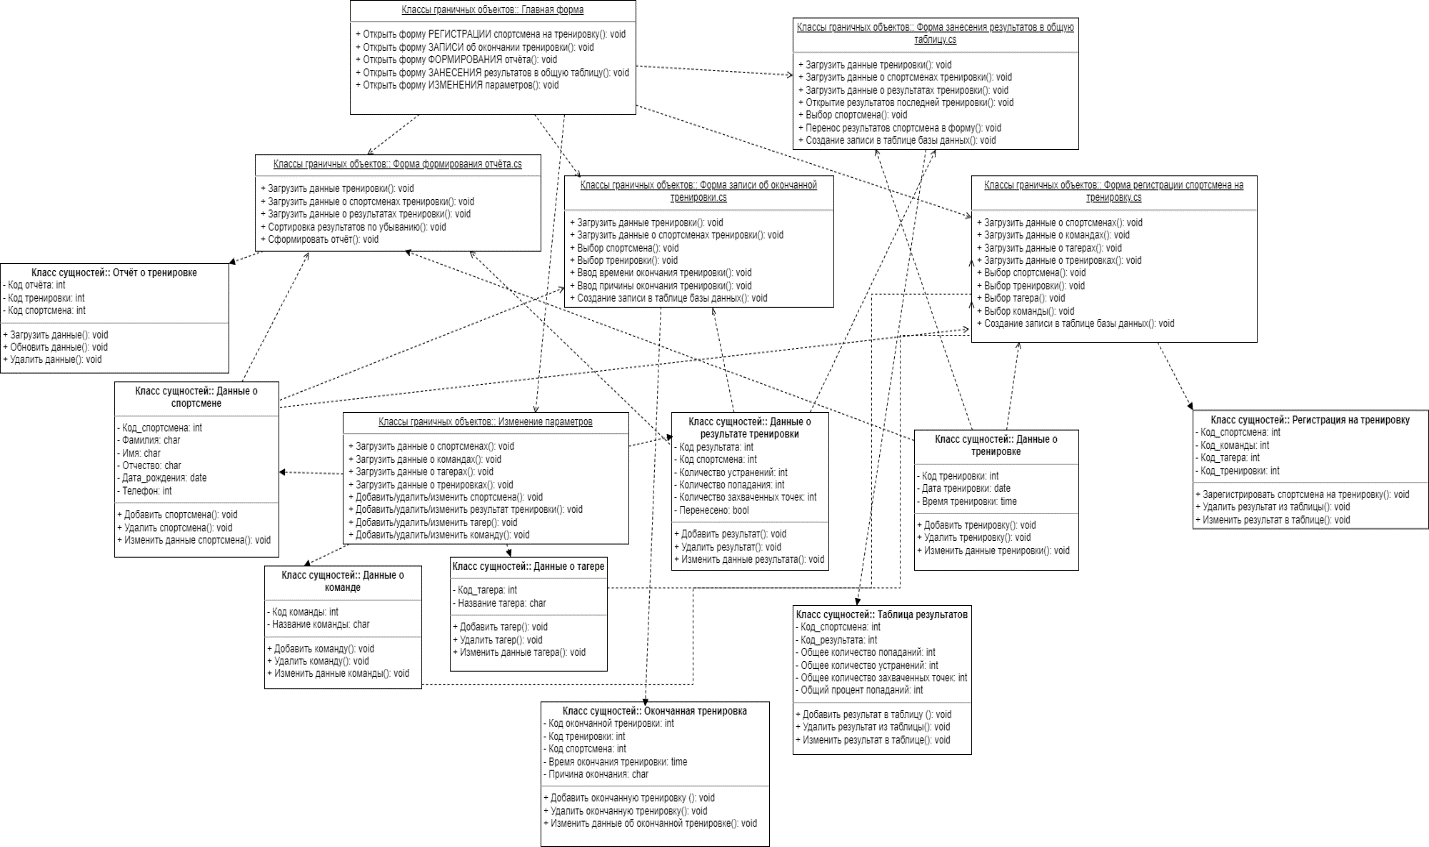 Классы граничных объектов:: Главная форма
+ Открыть форму РЕГИСТРАЦИИ спортсмена на тренировку(): void
+ Открыть форму ЗАПИСИ об окончании тренировки(): void
+ Открыть форму ФОРМИРОВАНИЯ отчёта(): void
+ Открыть форму ЗАНЕСЕНИЯ результатов в общую таблицу(): void
+ Открыть форму ИЗМЕНЕНИЯ параметров(): void
Классы граничных объектов:: Форма занесения результатов в общую
таблицу.cs
+ Загрузить данные тренировки(): void
+ Загрузить данные о спортсменах тренировки(): void
+ Загрузить данные о результатах тренировки(): void
+ Открытие результатов последней тренировки(): void
+ Выбор спортсмена(): void
+ Перенос результатов спортсмена в форму(): void
+ Создание записи в таблице базы данных(): void
Классы граничных объектов:: Форма формирования отчёта.cs
+ Загрузить данные тренировки(): void
+ Загрузить данные о спортсменах тренировки(): void
+ Загрузить данные о результатах тренировки(): void
+ Сортировка результатов по убыванию(): void
+ Сформировать отчёт(): void
Классы граничных объектов:: Форма записи об окончанной
тренировки.cs
+ Загрузить данные тренировки(): void
+ Загрузить данные о спортсменах тренировки(): void
+ Выбор спортсмена(): void
+ Выбор тренировки(): void
+ Ввод времени окончания тренировки(): void
+ Ввод причины окончания тренировки(): void
+ Создание записи в таблице базы данных(): void
Классы граничных объектов:: Форма регистрации спортсмена на
тренировку.cs
+ Загрузить данные о спортсменах(): void
+ Загрузить данные о командах(): void
+ Загрузить данные о тагерах(): void
+ Загрузить данные о тренировках(): void
+ Выбор спортсмена(): void
+ Выбор тренировки(): void
+ Выбор тагера(): void
+ Выбор команды(): void
+ Создание записи в таблице базы данных(): void
Класс сущностей:: Отчёт о тренировке
- Код отчёта: int
- Код тренировки: int
- Код спортсмена: int
+ Загрузить данные(): void
+ Обновить данные(): void
+ Удалить данные(): void
Класс сущностей:: Данные о
спортсмене
- Код_спортсмена: int
- Фамилия: char
- Имя: char
- Отчество: char
- Дата_рождения: date
- Телефон: int
+ Добавить спортсмена(): void
+ Удалить спортсмена(): void
+ Изменить данные спортсмена(): void
Классы граничных объектов:: Изменение параметров
+ Загрузить данные о спортсменах(): void
+ Загрузить данные о командах(): void
+ Загрузить данные о тагерах(): void
+ Загрузить данные о тренировках(): void
+ Добавить/удалить/изменить спортсмена(): void
+ Добавить/удалить/изменить результат тренировки(): void
+ Добавить/удалить/изменить тагер(): void
+ Добавить/удалить/изменить команду(): void
Класс сущностей:: Данные о
результате тренировки
- Код результата: int
- Код спортсмена: int
- Количество устранений: int
- Количество попадания: int
- Количество захваченных точек: int
- Перенесено: bool
+ Добавить результат(): void
+ Удалить результат(): void
+ Изменить данные результата(): void
Класс сущностей:: Данные о
тренировке
- Код тренировки: int
- Дата тренировки: date
- Время тренировки: time
+ Добавить тренировку(): void
+ Удалить тренировку(): void
+ Изменить данные тренировки(): void
Класс сущностей:: Регистрация на тренировку
- Код_спортсмена: int
- Код_команды: int
- Код_тагера: int
- Код_тренировки: int
+ Зарегистрировать спортсмена на тренировку(): void
+ Удалить результат из таблицы(): void
+ Изменить результат в таблице(): void
Класс сущностей:: Данные о
команде
- Код команды: int
- Название команды: char
+ Добавить команду(): void
+ Удалить команду(): void
+ Изменить данные команды(): void
Класс сущностей:: Данные о тагере
- Код_тагера: int
- Название тагера: char
+ Добавить тагер(): void
+ Удалить тагер(): void
+ Изменить данные тагера(): void
Класс сущностей:: Таблица результатов
- Код_спортсмена: int
- Код_результата: int
- Общее количество попаданий: int
- Общее количество устранений: int
- Общее количество захваченных точек: int
- Общий процент попаданий: int
+ Добавить результат в таблицу (): void
+ Удалить результат из таблицы(): void
+ Изменить результат в таблице(): void
Класс сущностей:: Окончанная тренировка
- Код окончанной тренировки: int
- Код тренировки: int
- Код спортсмена: int
- Время окончания тренировки: time
- Причина окончания: char
+ Добавить окончанную тренировку (): void
+ Удалить окончанную тренировку(): void
+ Изменить данные об окончанной тренировке(): void